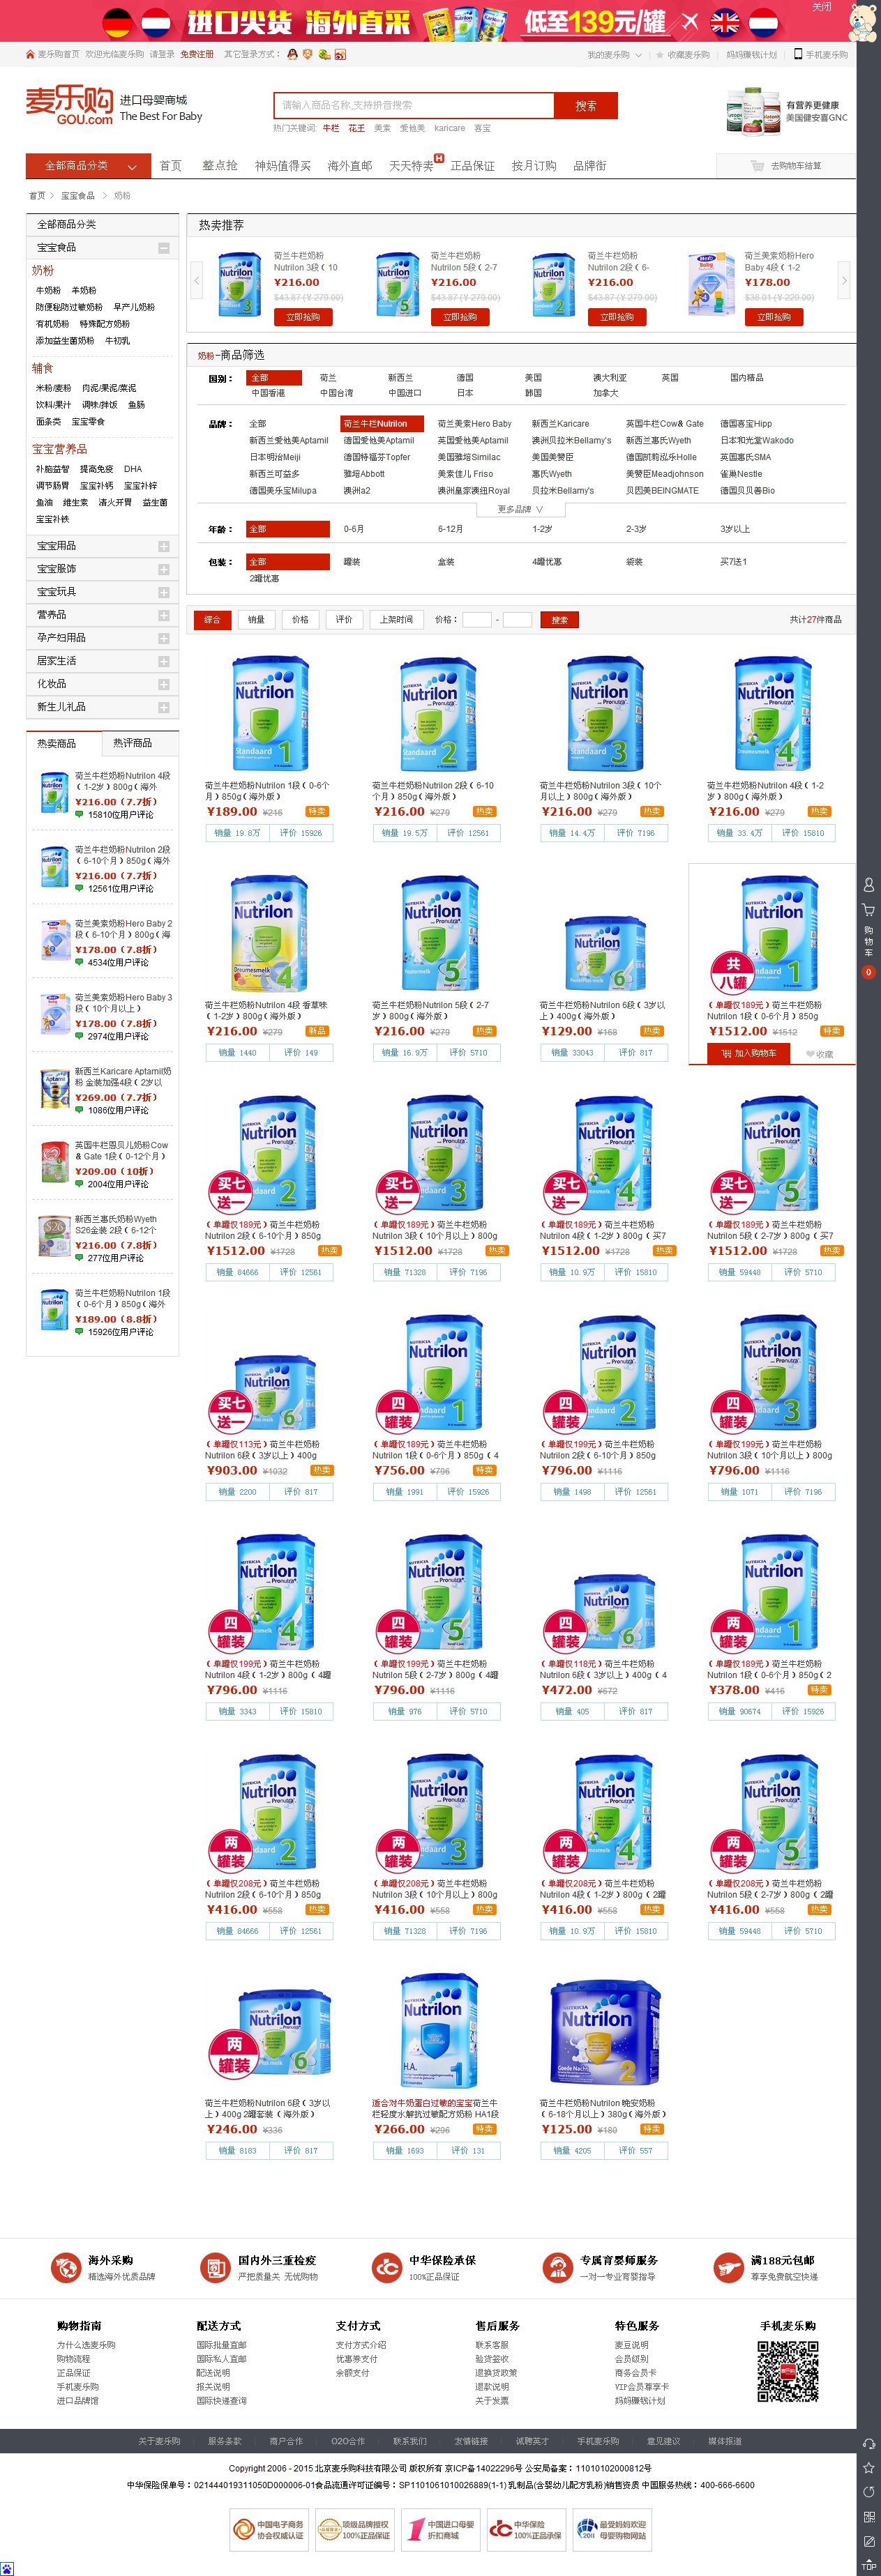 进口尖货 海外直采 低至139元/罐
关闭
麦乐购首页 欢迎光临麦乐购 请登录 免费注册 其它登录方式：
我的麦乐购 收藏麦乐购 妈妈赚钱计划 手机麦乐购
麦乐购 GOU.com
进口母婴商城
The Best For Baby
请输入商品名称,支持拼音搜索 搜索
热门关键词: 牛栏 花王 美素 爱他美 karicare 喜宝
有营养更健康
美国健安喜GNC
全部商品分类 首页 整点抢 神妈值得买 海外直邮 天天特卖 正品保证 按月订购 品牌街 去购物车结算
首页 > 宝宝食品 > 奶粉
全部商品分类
宝宝食品
奶粉
牛奶粉 羊奶粉
防便秘防过敏奶粉 早产儿奶粉
有机奶粉 特殊配方奶粉
添加益生菌奶粉 牛初乳
辅食
米粉/麦粉 肉泥/果泥/菜泥
饮料/果汁 调味/拌饭 鱼肠
面条类 宝宝零食
宝宝营养品
补脑益智 提高免疫 DHA
调节肠胃 宝宝补钙 宝宝补锌
鱼油 维生素 清火开胃 益生菌
宝宝补铁
宝宝用品
宝宝服饰
宝宝玩具
营养品
孕产妇用品
居家生活
化妆品
新生儿礼品
热卖商品 热评商品
荷兰牛栏奶粉Nutrilon 4段
（1-2岁）800g（海外
¥216.00（7.7折）
15810位用户评论
荷兰牛栏奶粉Nutrilon 2段
（6-10个月）850g（海外
¥216.00（7.7折）
12561位用户评论
荷兰美素奶粉Hero Baby 2
段（6-10个月）800g（海
¥178.00（7.8折）
4534位用户评论
荷兰美素奶粉Hero Baby 3
段（10个月以上）
¥178.00（7.8折）
2974位用户评论
新西兰Karicare Aptamil奶
粉 金装加强4段（2岁以
¥269.00（7.7折）
1086位用户评论
英国牛栏恩贝儿奶粉Cow
& Gate 1段（0-12个月）
¥209.00（10折）
2004位用户评论
新西兰惠氏奶粉Wyeth
S26金装 2段（6-12个
¥216.00（7.8折）
277位用户评论
荷兰牛栏奶粉Nutrilon 1段
（0-6个月）850g（海外
¥189.00（8.8折）
15926位用户评论
热卖推荐
荷兰牛栏奶粉
Nutrilon 3段（10
¥216.00
$43.87 (￥279.00)
立即抢购
荷兰牛栏奶粉
Nutrilon 5段（2-7
¥216.00
$43.87 (￥279.00)
立即抢购
荷兰牛栏奶粉
Nutrilon 2段（6-
¥216.00
$43.87 (￥279.00)
立即抢购
荷兰美素奶粉Hero
Baby 4段（1-2
¥178.00
$36.01 (￥229.00)
立即抢购
奶粉-商品筛选
国别： 全部 荷兰 新西兰 德国 美国 澳大利亚 英国 国内精品
中国香港 中国台湾 中国进口 日本 韩国 加拿大
品牌： 全部 荷兰牛栏Nutrilon 荷兰美素Hero Baby 新西兰Karicare 英国牛栏Cow& Gate 德国喜宝Hipp
新西兰爱他美Aptamil 德国爱他美Aptamil 英国爱他美Aptamil 澳洲贝拉米Bellamy's 新西兰惠氏Wyeth 日本和光堂Wakodo
日本明治Meiji 德国特福芬Topfer 美国雅培Similac 美国美赞臣 德国凯莉泓乐Holle 英国惠氏SMA
新西兰可益多 雅培Abbott 美素佳儿 Friso 惠氏Wyeth 美赞臣Meadjohnson 雀巢Nestle
德国美乐宝Milupa 澳洲a2 澳洲皇家澳纽Royal 贝拉米Bellamy's 贝因美BEINGMATE 德国贝贝善Bio
更多品牌
年龄： 全部 0-6月 6-12月 1-2岁 2-3岁 3岁以上
包装： 全部 罐装 盒装 4罐优惠 袋装 买7送1
2罐优惠
综合 销量 价格 评价 上架时间 价格： - 搜索 共计27件商品
荷兰牛栏奶粉Nutrilon 1段（0-6个
月）850g（海外版）
¥189.00 ¥216 特卖
销量 19.8万 评价 15926
荷兰牛栏奶粉Nutrilon 2段（6-10
个月）850g（海外版）
¥216.00 ¥279 热卖
销量 19.5万 评价 12561
荷兰牛栏奶粉Nutrilon 3段（10个
月以上）800g（海外版）
¥216.00 ¥279 热卖
销量 14.4万 评价 7196
荷兰牛栏奶粉Nutrilon 4段（1-2
岁）800g（海外版）
¥216.00 ¥279 热卖
销量 33.4万 评价 15810
荷兰牛栏奶粉Nutrilon 4段 香草味
（1-2岁）800g（海外版）
¥216.00 ¥279 新品
销量 1440 评价 149
荷兰牛栏奶粉Nutrilon 5段（2-7
岁）800g（海外版）
¥216.00 ¥279 热卖
销量 16.9万 评价 5710
荷兰牛栏奶粉Nutrilon 6段（3岁以
上）400g（海外版）
¥129.00 ¥168 热卖
销量 33043 评价 817
共八罐
（单罐仅189元）荷兰牛栏奶粉
Nutrilon 1段（0-6个月）850g
¥1512.00 ¥1512 特卖
加入购物车 收藏
买七送一
（单罐仅189元）荷兰牛栏奶粉
Nutrilon 2段（6-10个月）850g
¥1512.00 ¥1728 热卖
销量 84666 评价 12561
买七送一
（单罐仅189元）荷兰牛栏奶粉
Nutrilon 3段（10个月以上）800g
¥1512.00 ¥1728 热卖
销量 71328 评价 7196
买七送一
（单罐仅189元）荷兰牛栏奶粉
Nutrilon 4段（1-2岁）800g（买7
¥1512.00 ¥1728 热卖
销量 10.9万 评价 15810
买七送一
（单罐仅189元）荷兰牛栏奶粉
Nutrilon 5段（2-7岁）800g（买7
¥1512.00 ¥1728 热卖
销量 59448 评价 5710
买七送一
（单罐仅113元）荷兰牛栏奶粉
Nutrilon 6段（3岁以上）400g
¥903.00 ¥1032 热卖
销量 2200 评价 817
四罐装
（单罐仅189元）荷兰牛栏奶粉
Nutrilon 1段（0-6个月）850g（4
¥756.00 ¥796 特卖
销量 1991 评价 15926
四罐装
（单罐仅199元）荷兰牛栏奶粉
Nutrilon 2段（6-10个月）850g
¥796.00 ¥1116
销量 1498 评价 12561
四罐装
（单罐仅199元）荷兰牛栏奶粉
Nutrilon 3段（10个月以上）800g
¥796.00 ¥1116
销量 1071 评价 7196
四罐装
（单罐仅199元）荷兰牛栏奶粉
Nutrilon 4段（1-2岁）800g（4罐
¥796.00 ¥1116
销量 3343 评价 15810
四罐装
（单罐仅199元）荷兰牛栏奶粉
Nutrilon 5段（2-7岁）800g（4罐
¥796.00 ¥1116
销量 976 评价 5710
四罐装
（单罐仅118元）荷兰牛栏奶粉
Nutrilon 6段（3岁以上）400g（4
¥472.00 ¥672
销量 405 评价 817
两罐装
（单罐仅189元）荷兰牛栏奶粉
Nutrilon 1段（0-6个月）850g（2
¥378.00 ¥416 特卖
销量 90674 评价 15926
两罐装
（单罐仅208元）荷兰牛栏奶粉
Nutrilon 2段（6-10个月）850g
¥416.00 ¥558 热卖
销量 84666 评价 12561
两罐装
（单罐仅208元）荷兰牛栏奶粉
Nutrilon 3段（10个月以上）800g
¥416.00 ¥558 热卖
销量 71328 评价 7196
两罐装
（单罐仅208元）荷兰牛栏奶粉
Nutrilon 4段（1-2岁）800g（2罐
¥416.00 ¥558 热卖
销量 10.9万 评价 15810
两罐装
（单罐仅208元）荷兰牛栏奶粉
Nutrilon 5段（2-7岁）800g（2罐
¥416.00 ¥558 热卖
销量 59448 评价 5710
两罐装
荷兰牛栏奶粉Nutrilon 6段（3岁以
上）400g 2罐套装（海外版）
¥246.00 ¥336
销量 8183 评价 817
适合对牛奶蛋白过敏的宝宝荷兰牛
栏轻度水解抗过敏配方奶粉 HA1段
¥266.00 ¥296 特卖
销量 1693 评价 131
荷兰牛栏奶粉Nutrilon 晚安奶粉
（6-18个月以上）380g（海外版）
¥125.00 ¥180 特卖
销量 4205 评价 557
购物车
0
海外采购
精选海外优质品牌
国内外三重检疫
严把质量关 无忧购物
中华保险承保
100%正品保证
专属育婴师服务
一对一专业育婴指导
满188元包邮
尊享免费航空快递
购物指南 配送方式 支付方式 售后服务 特色服务 手机麦乐购
为什么选麦乐购 国际批量直邮 支付方式介绍 联系客服 麦豆说明
购物流程 国际私人直邮 优惠券支付 验货签收 会员级别
正品保证 配送说明 余额支付 退换货政策 商务会员卡
手机麦乐购 报关说明 退款说明 VIP会员尊享卡
进口品牌馆 国际快递查询 关于发票 妈妈赚钱计划
关于麦乐购 服务条款 商户合作 O2O合作 联系我们 友情链接 诚聘英才 手机麦乐购 意见建议 媒体报道
Copyright 2006 - 2015 北京麦乐购科技有限公司 版权所有 京ICP备14022296号 公安局备案：11010102000812号
中华保险保单号：021444019311050D000006-01食品流通许可证编号：SP1101061010026889(1-1) 乳制品(含婴幼儿配方乳粉)销售资质 中国服务热线：400-666-6600
中国电子商务
协会权威认证
顶级品牌授权
100%正品保证
中国进口母婴
折扣商城
中华保险
100%正品承保
最受妈妈欢迎
母婴购物网站
TOP